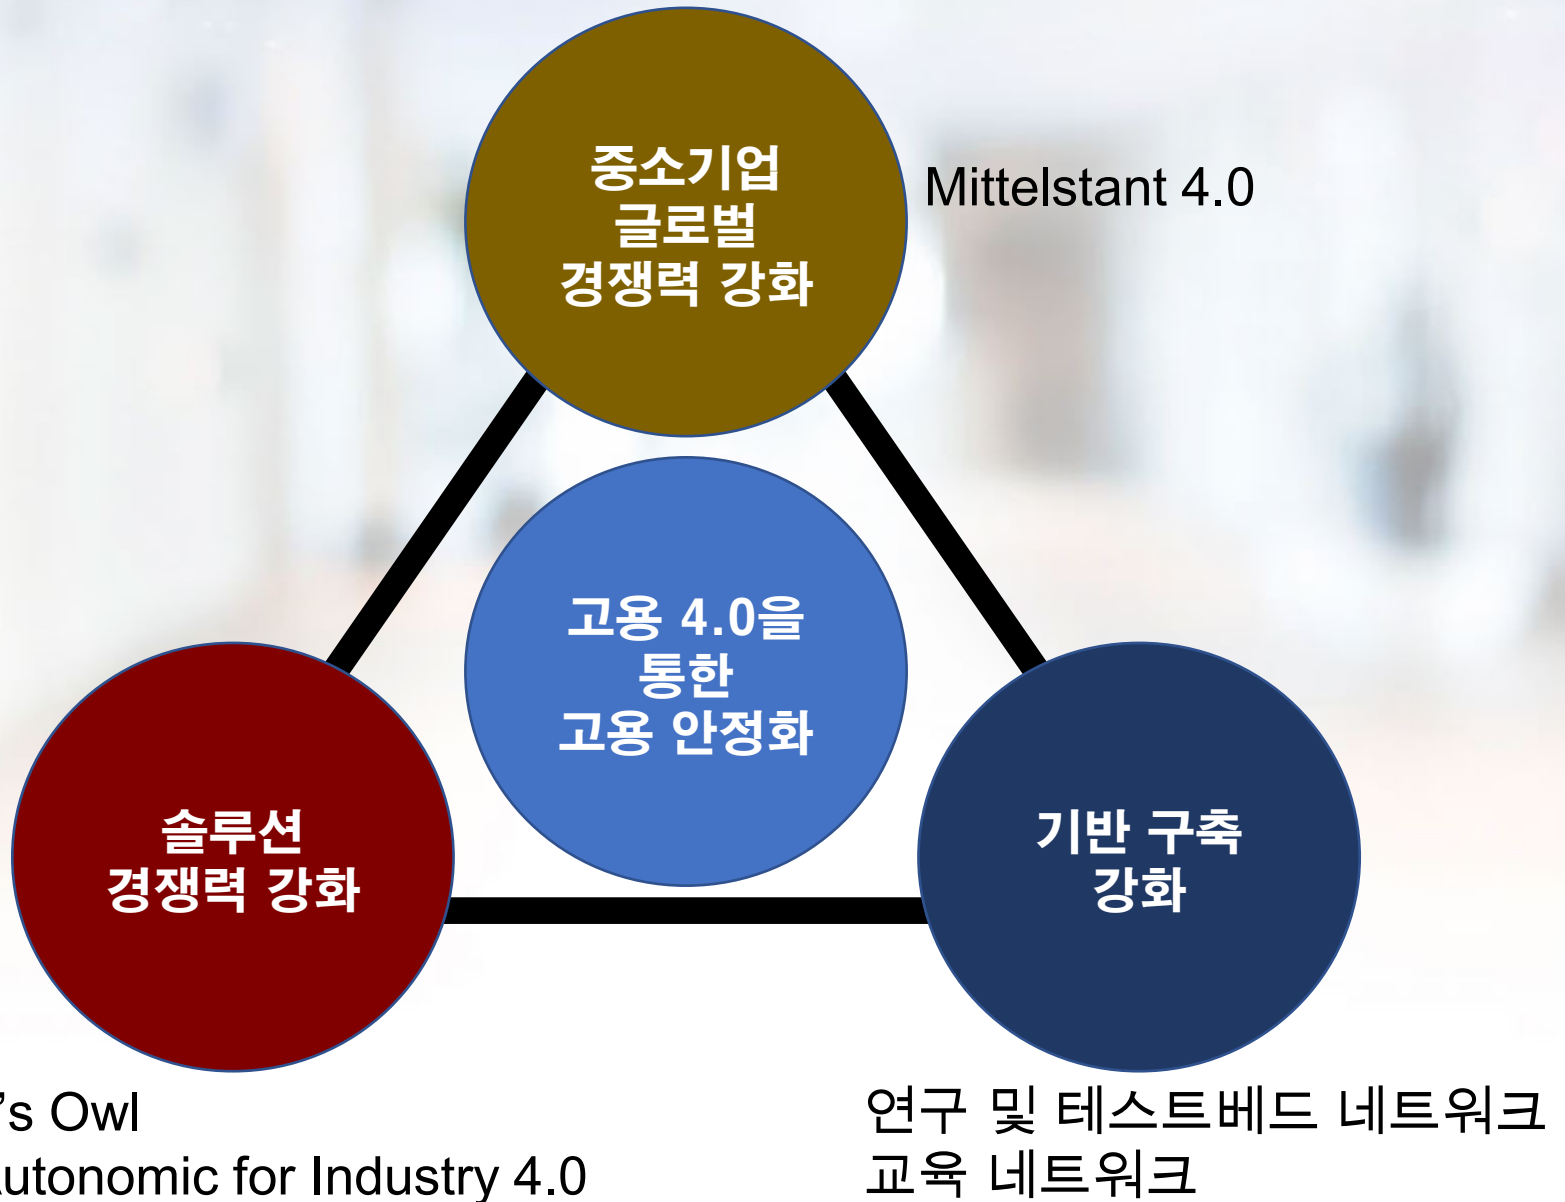 중소기업
글로벌
경쟁력 강화
Mittelstant 4.0
고용 4.0을
통한
고용 안정화
솔루션
경쟁력 강화
기반 구축
강화
's Owl
utonomic for Industry 4.0
연구 및 테스트베드 네트워크
교육 네트워크